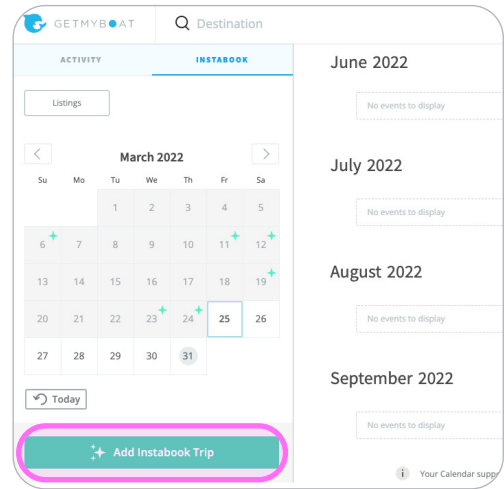 GETMYBOAT
Destination
ACTIVITY INSTABOOK
Listings
March 2022
Su Mo Tu We Th Fr Sa
1 2 3 4 5
6 7 8 9 10 11 12
13 14 15 16 17 18 19
20 21 22 23 24 25 26
27 28 29 30 31
Today
Add Instabook Trip
June 2022
No events to display
July 2022
No events to display
August 2022
No events to display
September 2022
No events to display
i Your Calendar suppo